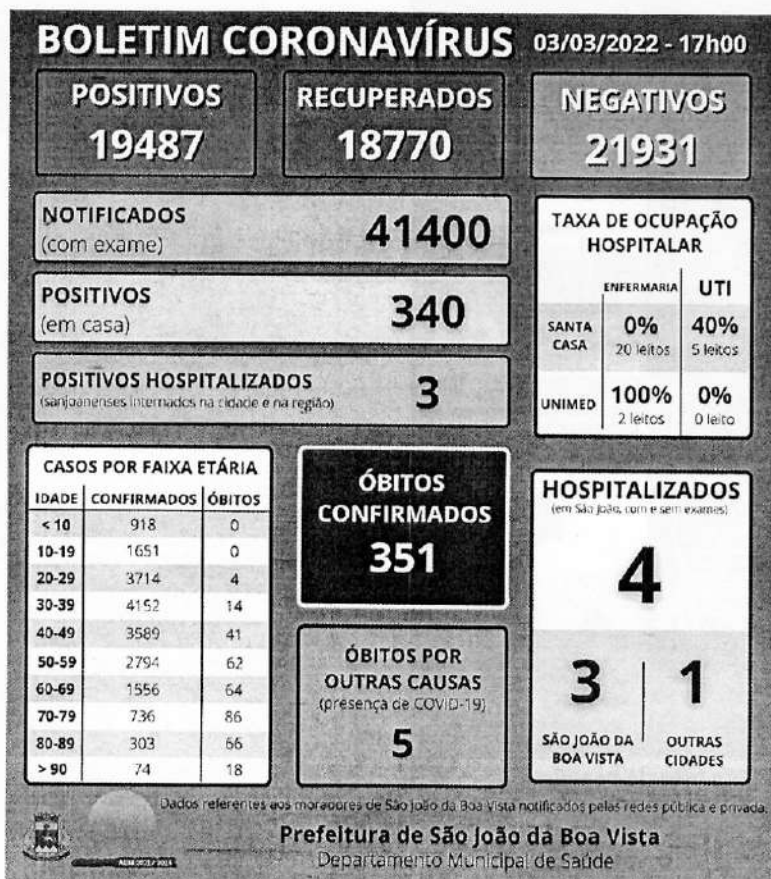 BOLETIM CORONAVÍRUS 03/03/2022 - 17h00
POSITIVOS
19487
RECUPERADOS
18770
NEGATIVOS
21931
NOTIFICADOS
(com exame)
41400
POSITIVOS
(em casa)
340
POSITIVOS HOSPITALIZADOS
(sanjoanenses internados na cidade e na região)
3
TAXA DE OCUPAÇÃO
HOSPITALAR
ENFERMARIA UTI
SANTA CASA 0% 40%
20 leitos 5 leitos
UNIMED 100% 0%
2 leitos 0 leito
CASOS POR FAIXA ETÁRIA
IDADE CONFIRMADOS ÓBITOS
< 10 918 0
10-19 1651 0
20-29 3714 4
30-39 4152 14
40-49 3589 41
50-59 2794 62
60-69 1556 64
70-79 736 86
80-89 303 66
> 90 74 18
ÓBITOS
CONFIRMADOS
351
ÓBITOS POR
OUTRAS CAUSAS
(presença de COVID-19)
5
HOSPITALIZADOS
(em São João, com e sem exames)
4
3
SÃO JOÃO DA
BOA VISTA
1
OUTRAS
CIDADES
Dados referentes aos moradores de São João da Boa Vista notificados pelas redes pública e privada.
Prefeitura de São João da Boa Vista
Departamento Municipal de Saúde